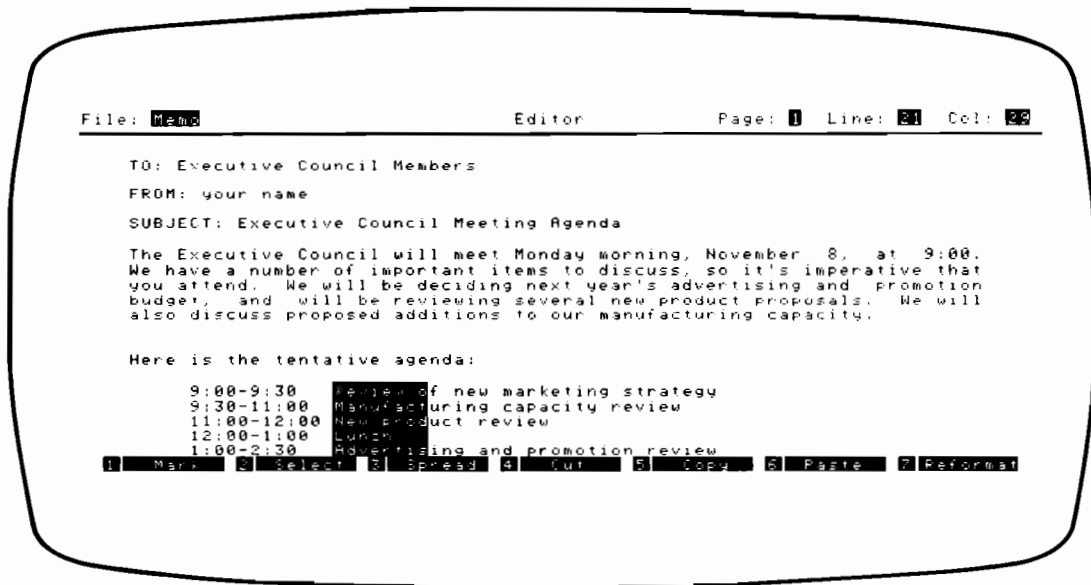 File: Memo Editor Page: 1 Line: 21 Col: 29
TO: Executive Council Members
FROM: your name
SUBJECT: Executive Council Meeting Agenda
The Executive Council will meet Monday morning, November 8, at 9:00.
We have a number of important items to discuss, so it's imperative that
you attend. We will be deciding next year's advertising and promotion
budget, and will be reviewing several new product proposals. We will
also discuss proposed additions to our manufacturing capacity.
Here is the tentative agenda:
9:00-9:30 Review of new marketing strategy
9:30-11:00 Manufacturing capacity review
11:00-12:00 New product review
12:00-1:00 Lunch
1:00-2:30 Advertising and promotion review
1 Mark 2 Select 3 Spread 4 Cut 5 Copy 6 Paste 7 Reformat